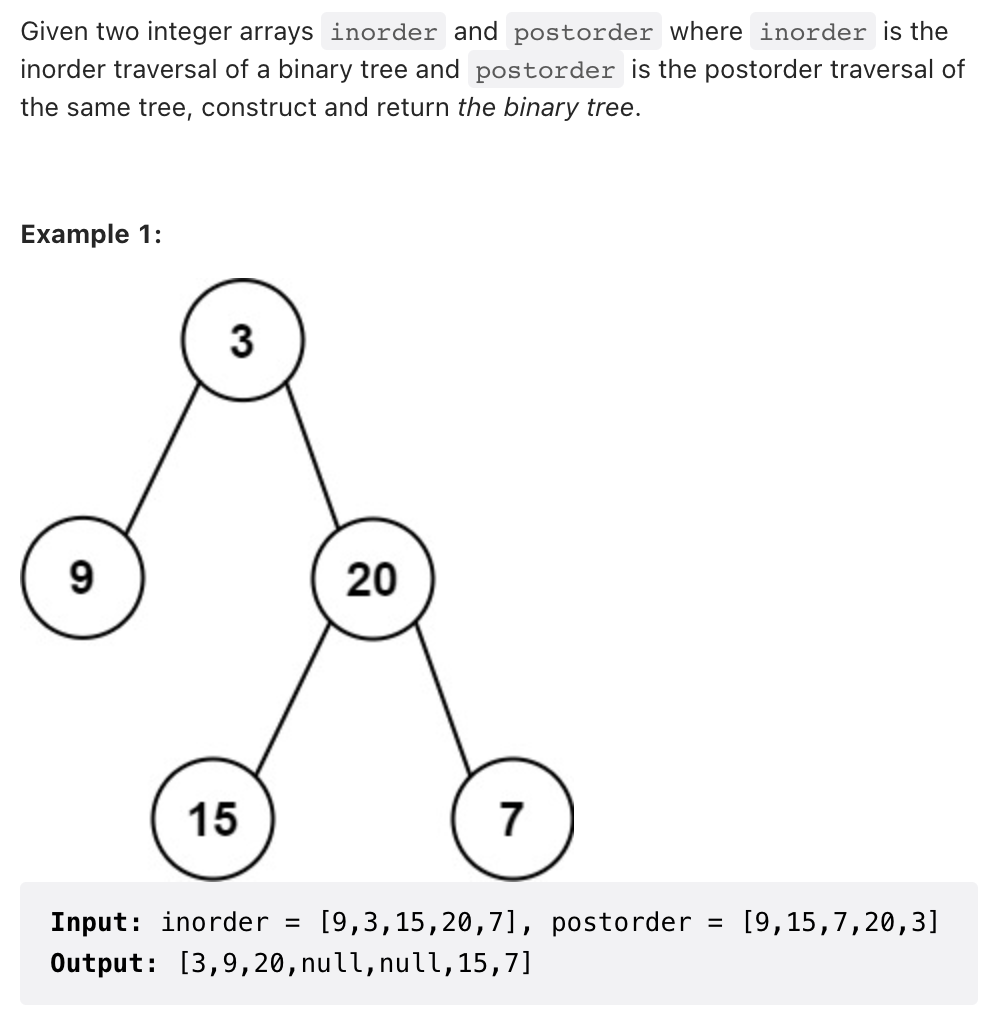 Given two integer arrays inorder and postorder where inorder is the
inorder traversal of a binary tree and postorder is the postorder traversal of
the same tree, construct and return the binary tree.
Example 1:
3
9
20
15
7
Input: inorder = [9,3,15,20,7], postorder = [9,15,7,20,3]
Output: [3,9,20,null,null,15,7]